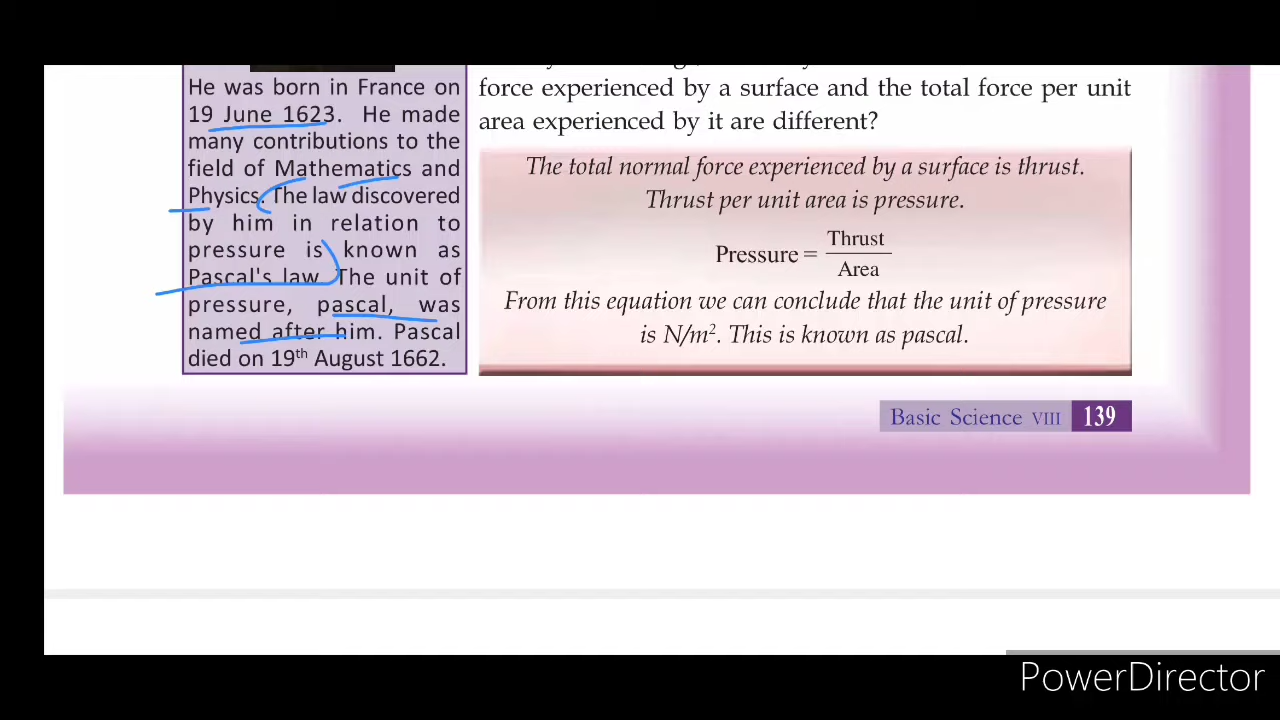 He was born in France on
19 June 1623. He made
many contributions to the
field of Mathematics and
Physics. The law discovered
by him in relation to
pressure is known as
Pascal's law. The unit of
pressure, pascal, was
named after him. Pascal
died on 19th August 1662.
force experienced by a surface and the total force per unit
area experienced by it are different?
The total normal force experienced by a surface is thrust.
Thrust per unit area is pressure.
Pressure = Thrust
Area
From this equation we can conclude that the unit of pressure
is N/m². This is known as pascal.
Basic Science VIII 139
PowerDirector